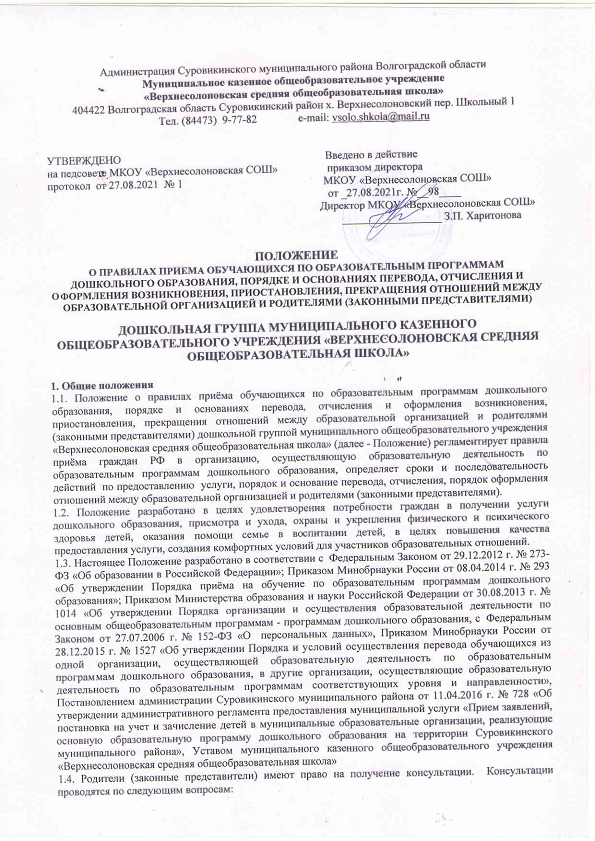 Администрация Суровикинского муниципального района Волгоградской области
Муниципальное казенное общеобразовательное учреждение
«Верхнесолоновская средняя общеобразовательная школа»
404422 Волгоградская область Суровикинский район х. Верхнесолоновский пер. Школьный 1
Тел. (84473) 9-77-82 e-mail: vsolo.shkola@mail.ru
УТВЕРЖДЕНО
на педсовете МКОУ «Верхнесолоновская СОШ»
протокол от 27.08.2021 № 1
Введено в действие
приказом директора
МКОУ «Верхнесолоновская СОШ»
от _27.08.2021г. №__98____
Директор МКОУ «Верхнесолоновская СОШ»
___________________ З.П. Харитонова
ПОЛОЖЕНИЕ
О ПРАВИЛАХ ПРИЕМА ОБУЧАЮЩИХСЯ ПО ОБРАЗОВАТЕЛЬНЫМ ПРОГРАММАМ
ДОШКОЛЬНОГО ОБРАЗОВАНИЯ, ПОРЯДКЕ И ОСНОВАНИЯХ ПЕРЕВОДА, ОТЧИСЛЕНИЯ И
ОФОРМЛЕНИЯ ВОЗНИКНОВЕНИЯ, ПРИОСТАНОВЛЕНИЯ, ПРЕКРАЩЕНИЯ ОТНОШЕНИЙ МЕЖДУ
ОБРАЗОВАТЕЛЬНОЙ ОРГАНИЗАЦИЕЙ И РОДИТЕЛЯМИ (ЗАКОННЫМИ ПРЕДСТАВИТЕЛЯМИ)
ДОШКОЛЬНАЯ ГРУППА МУНИЦИПАЛЬНОГО КАЗЕННОГО
ОБЩЕОБРАЗОВАТЕЛЬНОГО УЧРЕЖДЕНИЯ «ВЕРХНЕСОЛОНОВСКАЯ СРЕДНЯЯ
ОБЩЕОБРАЗОВАТЕЛЬНАЯ ШКОЛА»
1. Общие положения
1.1. Положение о правилах приёма обучающихся по образовательным программам дошкольного
образования, порядке и основаниях перевода, отчисления и оформления возникновения,
приостановления, прекращения отношений между образовательной организацией и родителями
(законными представителями) дошкольной группой муниципального общеобразовательного учреждения
«Верхнесолоновская средняя общеобразовательная школа» (далее - Положение) регламентирует правила
приёма граждан РФ в организацию, осуществляющую образовательную деятельность по
образовательным программам дошкольного образования, определяет сроки и последовательность
действий по предоставлению услуги, порядок и основание перевода, отчисления, порядок оформления
отношений между образовательной организацией и родителями (законными представителями).
1.2. Положение разработано в целях удовлетворения потребности граждан в получении услуги
дошкольного образования, присмотра и ухода, охраны и укрепления физического и психического
здоровья детей, оказания помощи семье в воспитании детей, в целях повышения качества
предоставления услуги, создания комфортных условий для участников образовательных отношений.
1.3. Настоящее Положение разработано в соответствии с Федеральным Законом от 29.12.2012 г. № 273-
ФЗ «Об образовании в Российской Федерации»; Приказом Минобрнауки России от 08.04.2014 г. № 293
«Об утверждении Порядка приёма на обучение по образовательным программам дошкольного
образования»; Приказом Министерства образования и науки Российской Федерации от 30.08.2013 г. №
1014 «Об утверждении Порядка организации и осуществления образовательной деятельности по
основным общеобразовательным программам - программам дошкольного образования, с Федеральным
Законом от 27.07.2006 г. № 152-ФЗ «О персональных данных», Приказом Минобрнауки России от
28.12.2015 г. № 1527 «Об утверждении Порядка и условий осуществления перевода обучающихся из
одной организации, осуществляющей образовательную деятельность по образовательным
программам дошкольного образования, в другие организации, осуществляющие образовательную
деятельность по образовательным программам соответствующих уровня и направленности»,
Постановлением администрации Суровикинского муниципального района от 11.04.2016 г. № 728 «Об
утверждении административного регламента предоставления муниципальной услуги «Прием заявлений,
постановка на учет и зачисление детей в муниципальные образовательные организации, реализующие
основную образовательную программу дошкольного образования на территории Суровикинского
муниципального района», Уставом муниципального казенного общеобразовательного учреждения
«Верхнесолоновская средняя общеобразовательная школа»
1.4. Родители (законные представители) имеют право на получение консультации. Консультации
проводятся по следующим вопросам: